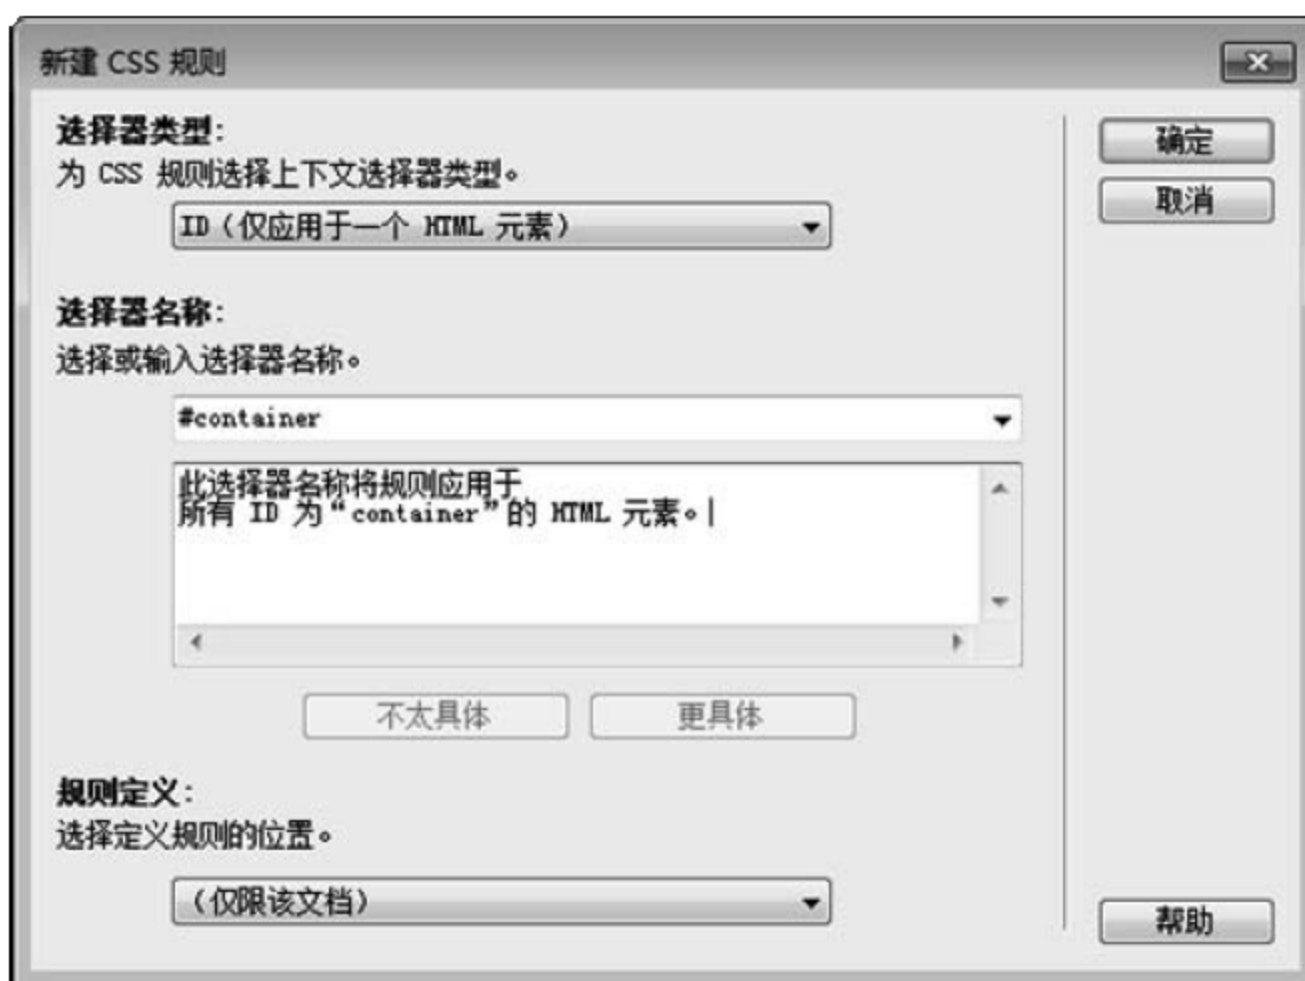 新建 CSS 规则
选择器类型:
为 CSS 规则选择上下文选择器类型。
ID（仅应用于一个 HTML 元素）
选择器名称:
选择或输入选择器名称。
#container
此选择器名称将规则应用于
所有 ID 为“container”的 HTML 元素。
不太具体
更具体
规则定义:
选择定义规则的位置。
（仅限该文档）
确定
取消
帮助